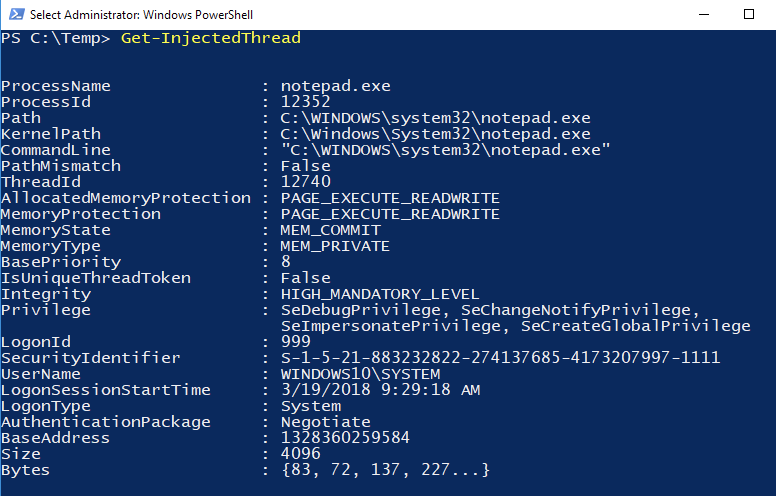 Select Administrator: Windows PowerShell
PS C:\Temp> Get-InjectedThread
ProcessName : notepad.exe
ProcessId : 12352
Path : C:\WINDOWS\system32\notepad.exe
KernelPath : C:\Windows\System32\notepad.exe
CommandLine : "C:\WINDOWS\system32\notepad.exe"
PathMismatch : False
ThreadId : 12740
AllocatedMemoryProtection : PAGE_EXECUTE_READWRITE
MemoryProtection : PAGE_EXECUTE_READWRITE
MemoryState : MEM_COMMIT
MemoryType : MEM_PRIVATE
BasePriority : 8
IsUniqueThreadToken : False
Integrity : HIGH_MANDATORY_LEVEL
Privilege : SeDebugPrivilege, SeChangeNotifyPrivilege,
SeImpersonatePrivilege, SeCreateGlobalPrivilege
LogonId : 999
SecurityIdentifier : S-1-5-21-883232822-274137685-4173207997-1111
UserName : WINDOWS10\SYSTEM
LogonSessionStartTime : 3/19/2018 9:29:18 AM
LogonType : System
AuthenticationPackage : Negotiate
BaseAddress : 1328360259584
Size : 4096
Bytes : {83, 72, 137, 227...}